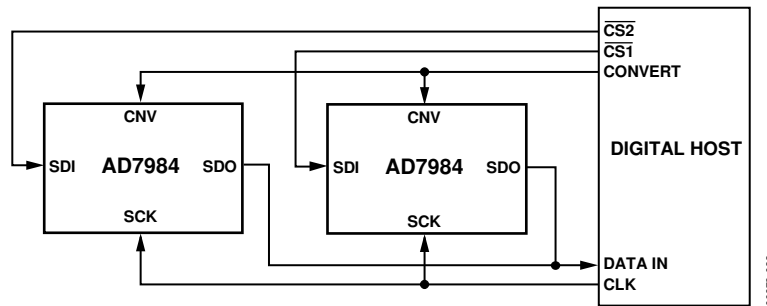 CS2
CS1
CONVERT
CNV
CNV
DIGITAL HOST
SDI AD7984 SDO
SDI AD7984 SDO
SCK
SCK
DATA IN
CLK